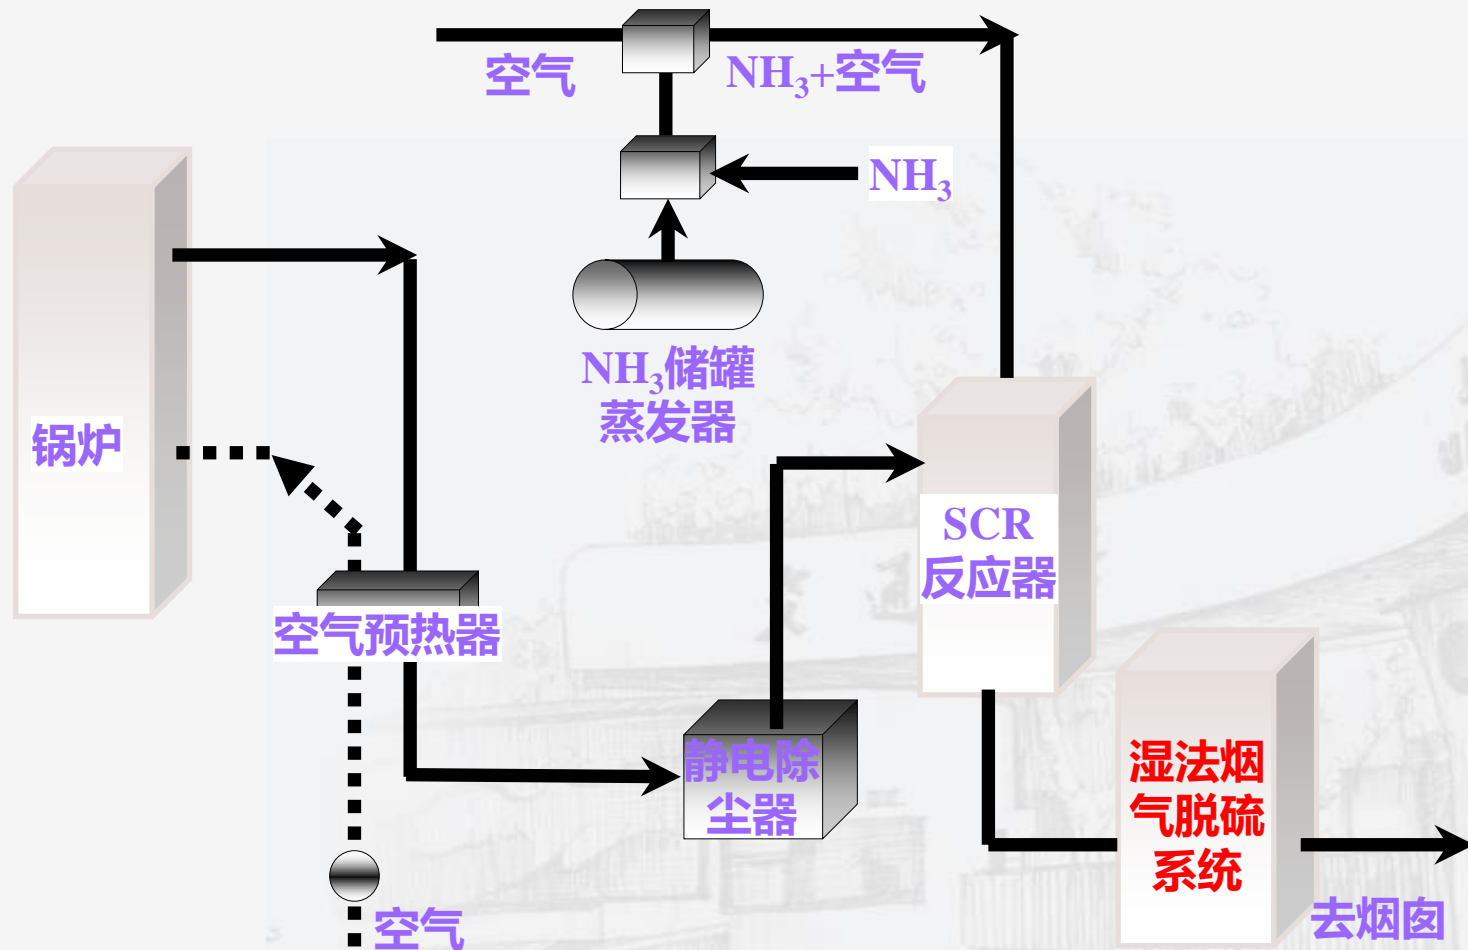 空气
NH₃+空气
NH₃
NH₃储罐
蒸发器
锅炉
SCR
反应器
空气预热器
静电除
尘器
湿法烟
气脱硫
系统
去烟囱
空气